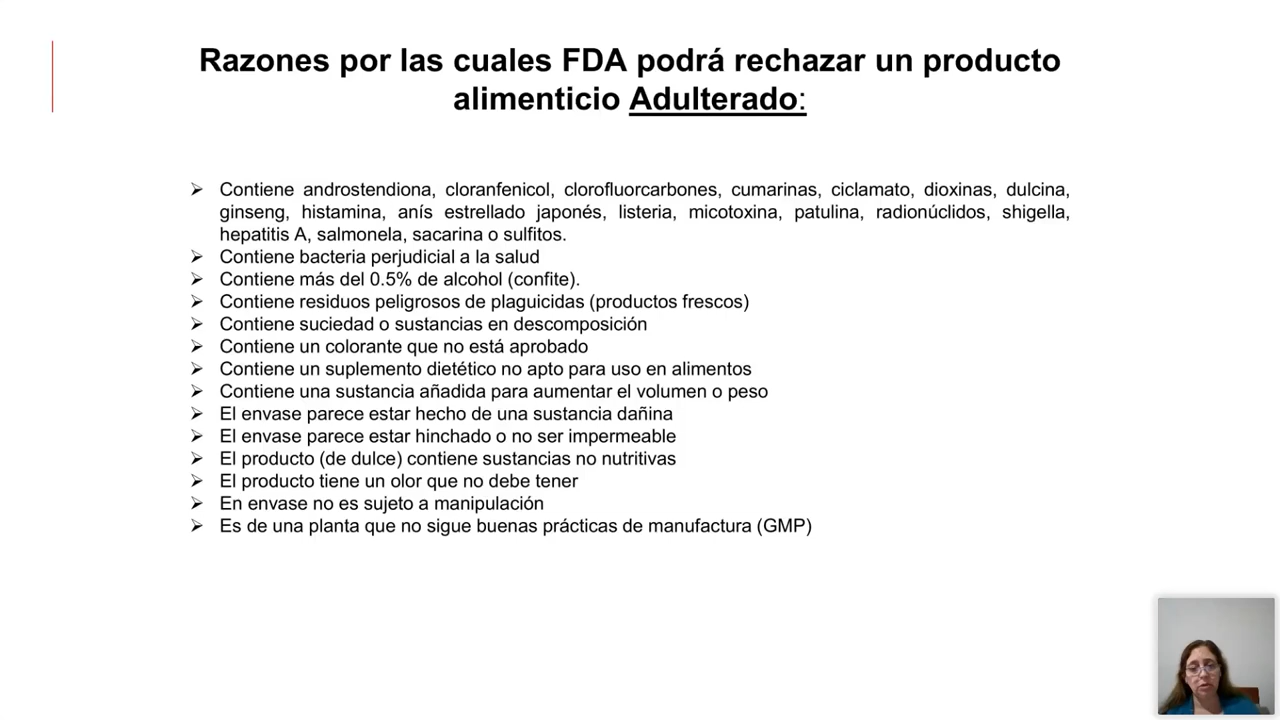 Razones por las cuales FDA podrá rechazar un producto
alimenticio Adulterado:
➢ Contiene androstendiona, cloranfenicol, clorofluorcarbones, cumarinas, ciclamato, dioxinas, dulcina,
ginseng, histamina, anís estrellado japonés, listeria, micotoxina, patulina, radionúclidos, shigella,
hepatitis A, salmonela, sacarina o sulfitos.
➢ Contiene bacteria perjudicial a la salud
➢ Contiene más del 0.5% de alcohol (confite).
➢ Contiene residuos peligrosos de plaguicidas (productos frescos)
➢ Contiene suciedad o sustancias en descomposición
➢ Contiene un colorante que no está aprobado
➢ Contiene un suplemento dietético no apto para uso en alimentos
➢ Contiene una sustancia añadida para aumentar el volumen o peso
➢ El envase parece estar hecho de una sustancia dañina
➢ El envase parece estar hinchado o no ser impermeable
➢ El producto (de dulce) contiene sustancias no nutritivas
➢ El producto tiene un olor que no debe tener
➢ En envase no es sujeto a manipulación
➢ Es de una planta que no sigue buenas prácticas de manufactura (GMP)